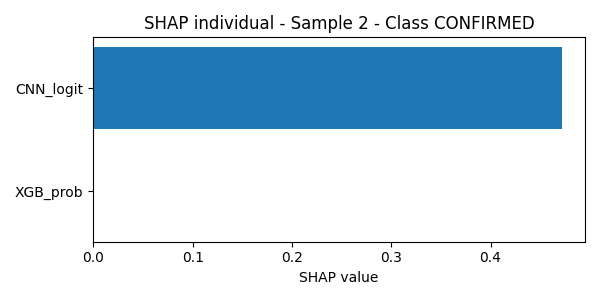 SHAP individual - Sample 2 - Class CONFIRMED
CNN_logit
XGB_prob
0.0 0.1 0.2 0.3 0.4
SHAP value